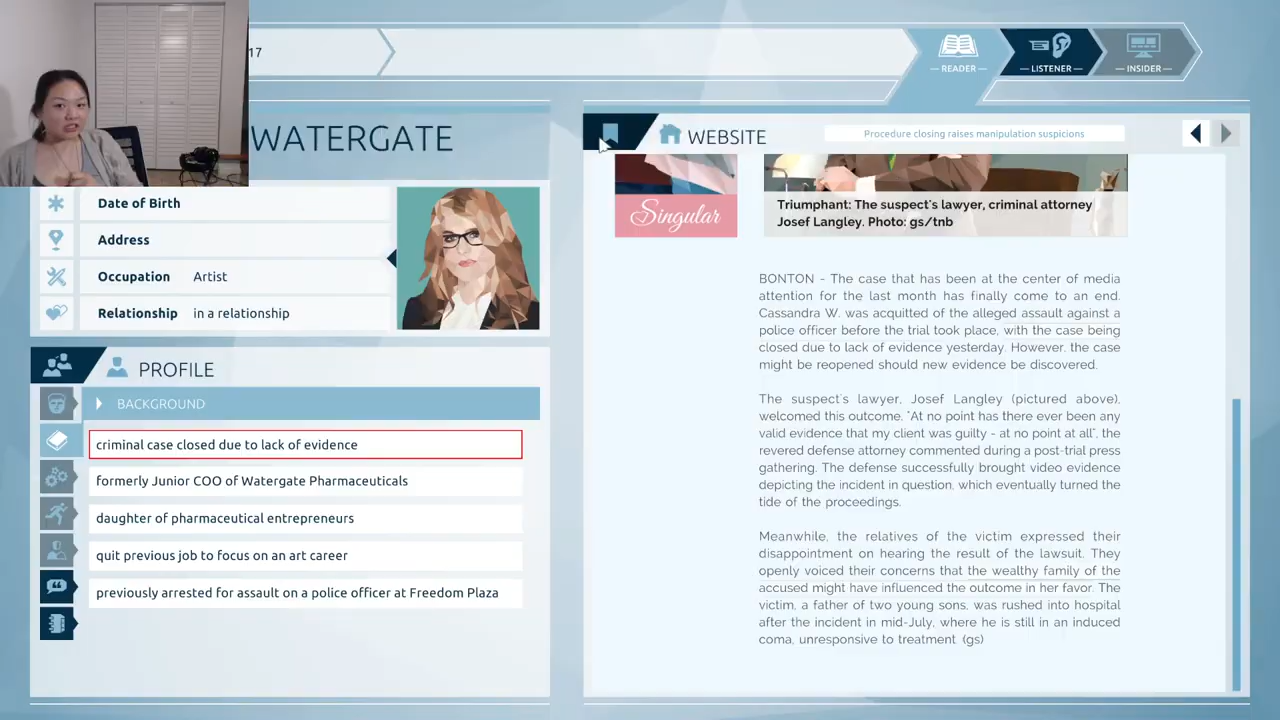 17
READER
LISTENER
INSIDER
WATERGATE
Date of Birth
Address
Occupation Artist
Relationship in a relationship
PROFILE
BACKGROUND
criminal case closed due to lack of evidence
formerly Junior COO of Watergate Pharmaceuticals
daughter of pharmaceutical entrepreneurs
quit previous job to focus on an art career
previously arrested for assault on a police officer at Freedom Plaza
WEBSITE
Procedure closing raises manipulation suspicions
Singular
Triumphant: The suspect's lawyer, criminal attorney
Josef Langley. Photo: gs/tnb
BONTON - The case that has been at the center of media
attention for the last month has finally come to an end.
Cassandra W. was acquitted of the alleged assault against a
police officer before the trial took place, with the case being
closed due to lack of evidence yesterday. However, the case
might be reopened should new evidence be discovered.
The suspect's lawyer, Josef Langley (pictured above),
welcomed this outcome. "At no point has there ever been any
valid evidence that my client was guilty - at no point at all", the
revered defense attorney commented during a post-trial press
gathering. The defense successfully brought video evidence
depicting the incident in question, which eventually turned the
tide of the proceedings.
Meanwhile, the relatives of the victim expressed their
disappointment on hearing the result of the lawsuit. They
openly voiced their concerns that the wealthy family of the
accused might have influenced the outcome in her favor. The
victim, a father of two young sons, was rushed into hospital
after the incident in mid-July, where he is still in an induced
coma, unresponsive to treatment. (gs)